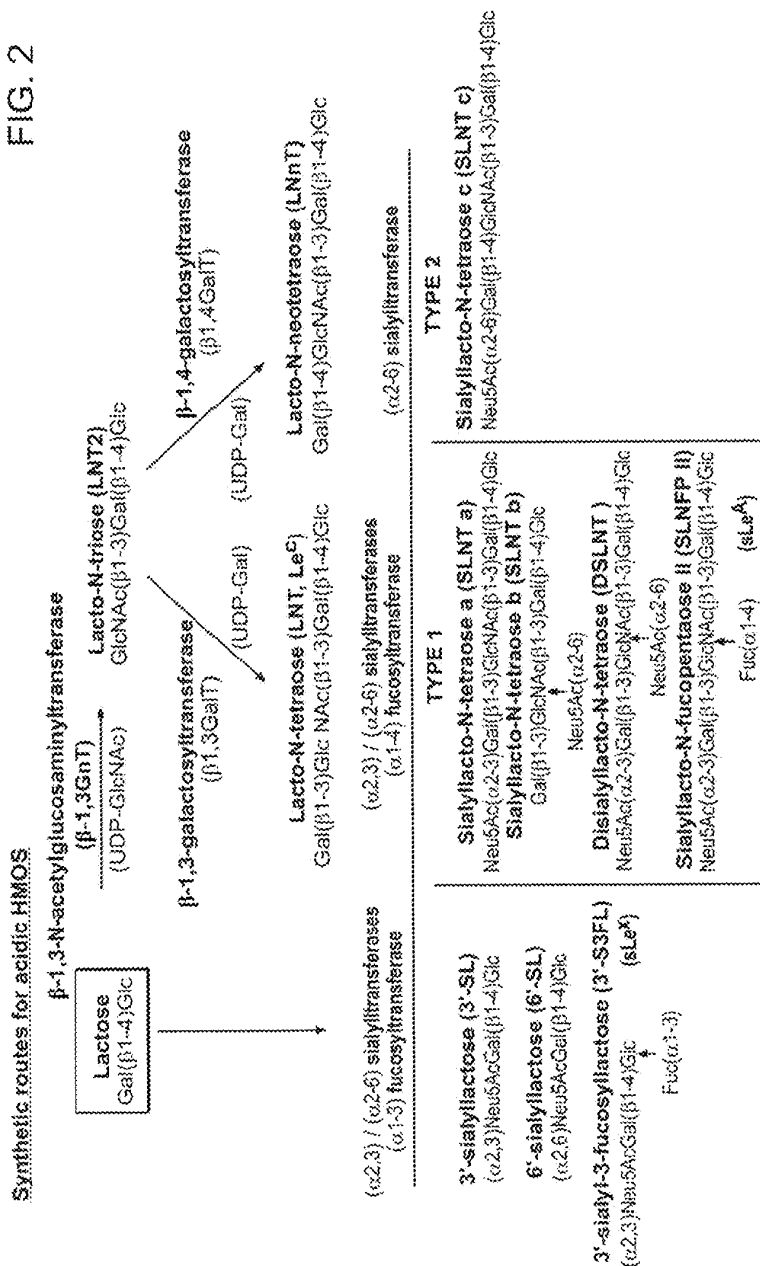 FIG. 2
Synthetic routes for acidic HMOS
β-1,3-N-acetylglucosaminyltransferase
(β-1,3GnT)
(UDP-GlcNAc)
Lactose
Gal(β1-4)Glc
Lacto-N-triose (LNT2)
GlcNAc(β1-3)Gal(β1-4)Glc
β-1,3-galactosyltransferase
(β1,3GalT)
(UDP-Gal)
(UDP-Gal)
β-1,4-galactosyltransferase
(β1,4GalT)
Lacto-N-tetraose (LNT, Le^C)
Gal(β1-3)Glc NAc(β1-3)Gal(β1-4)Glc
Lacto-N-neotetraose (LNnT)
Gal(β1-4)GlcNAc(β1-3)Gal(β1-4)Glc
(α2,3) / (α2-6) sialyltransferases
(α1-3) fucosyltransferase
(α2,3) / (α2-6) sialyltransferases
(α1-4) fucosyltransferase
(α2-6) sialyltransferase
3'-sialyllactose (3'-SL)
(α2,3)Neu5AcGal(β1-4)Glc
6'-sialyllactose (6'-SL)
(α2,6)Neu5AcGal(β1-4)Glc
3'-sialyl-3-fucosyllactose (3'-S3FL)
(α2,3)Neu5AcGal(β1-4)Glc (sLe^X)
Fuc(α1-3)
TYPE 1
Sialyllacto-N-tetraose a (SLNT a)
Neu5Ac(α2-3)Gal(β1-3)GlcNAc(β1-3)Gal(β1-4)Glc
Sialyllacto-N-tetraose b (SLNT b)
Gal(β1-3)GlcNAc(β1-3)Gal(β1-4)Glc
Neu5Ac(α2-6)
Disialyllacto-N-tetraose (DSLNT)
Neu5Ac(α2-3)Gal(β1-3)GlcNAc(β1-3)Gal(β1-4)Glc
Neu5Ac(α2-6)
Sialyllacto-N-fucopentaose II (SLNFP II)
Neu5Ac(α2-3)Gal(β1-3)GlcNAc(β1-3)Gal(β1-4)Glc
Fuc(α1-4) (sLe^A)
TYPE 2
Sialyllacto-N-tetraose c (SLNT c)
Neu5Ac(α2-6)Gal(β1-4)GlcNAc(β1-3)Gal(β1-4)Glc